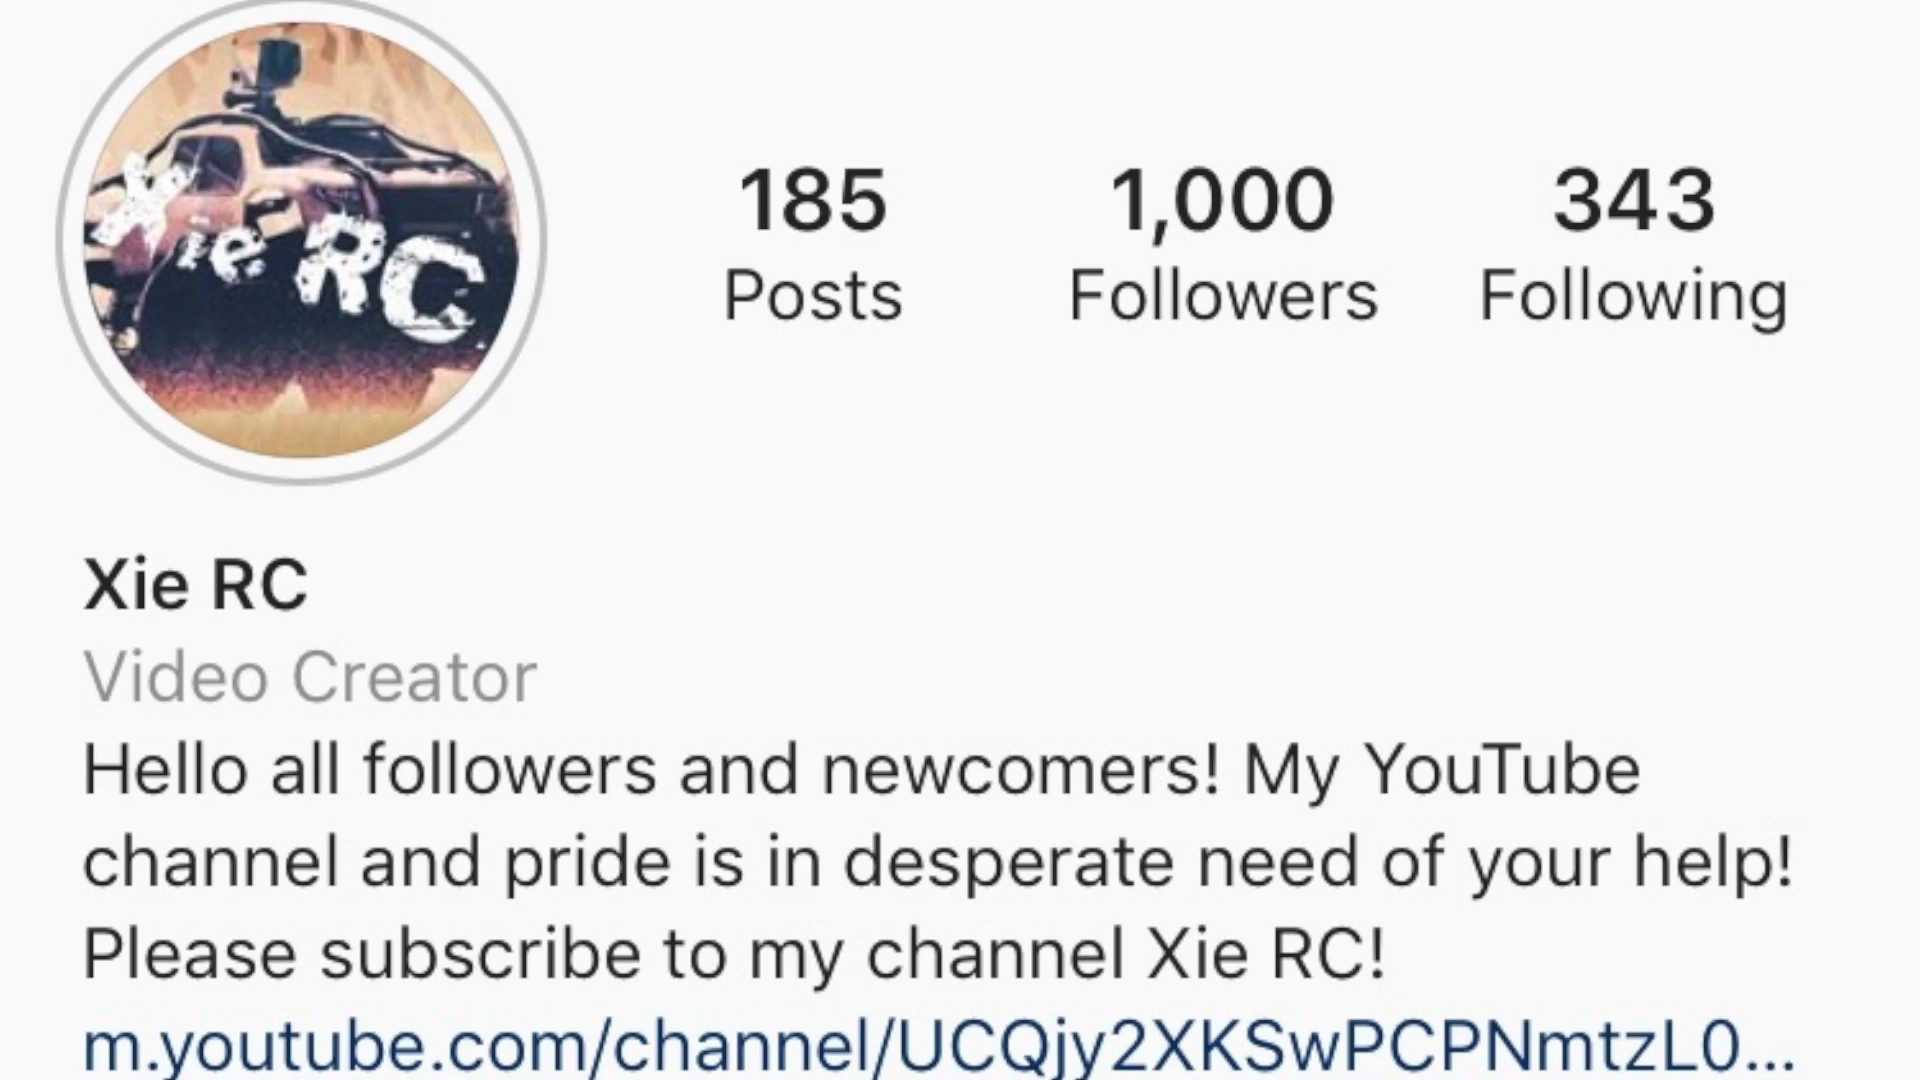 Xie RC
185 1,000 343
Posts Followers Following
Xie RC
Video Creator
Hello all followers and newcomers! My YouTube
channel and pride is in desperate need of your help!
Please subscribe to my channel Xie RC!
m.youtube.com/channel/UCQjy2XKSwPCPNmtzL0...